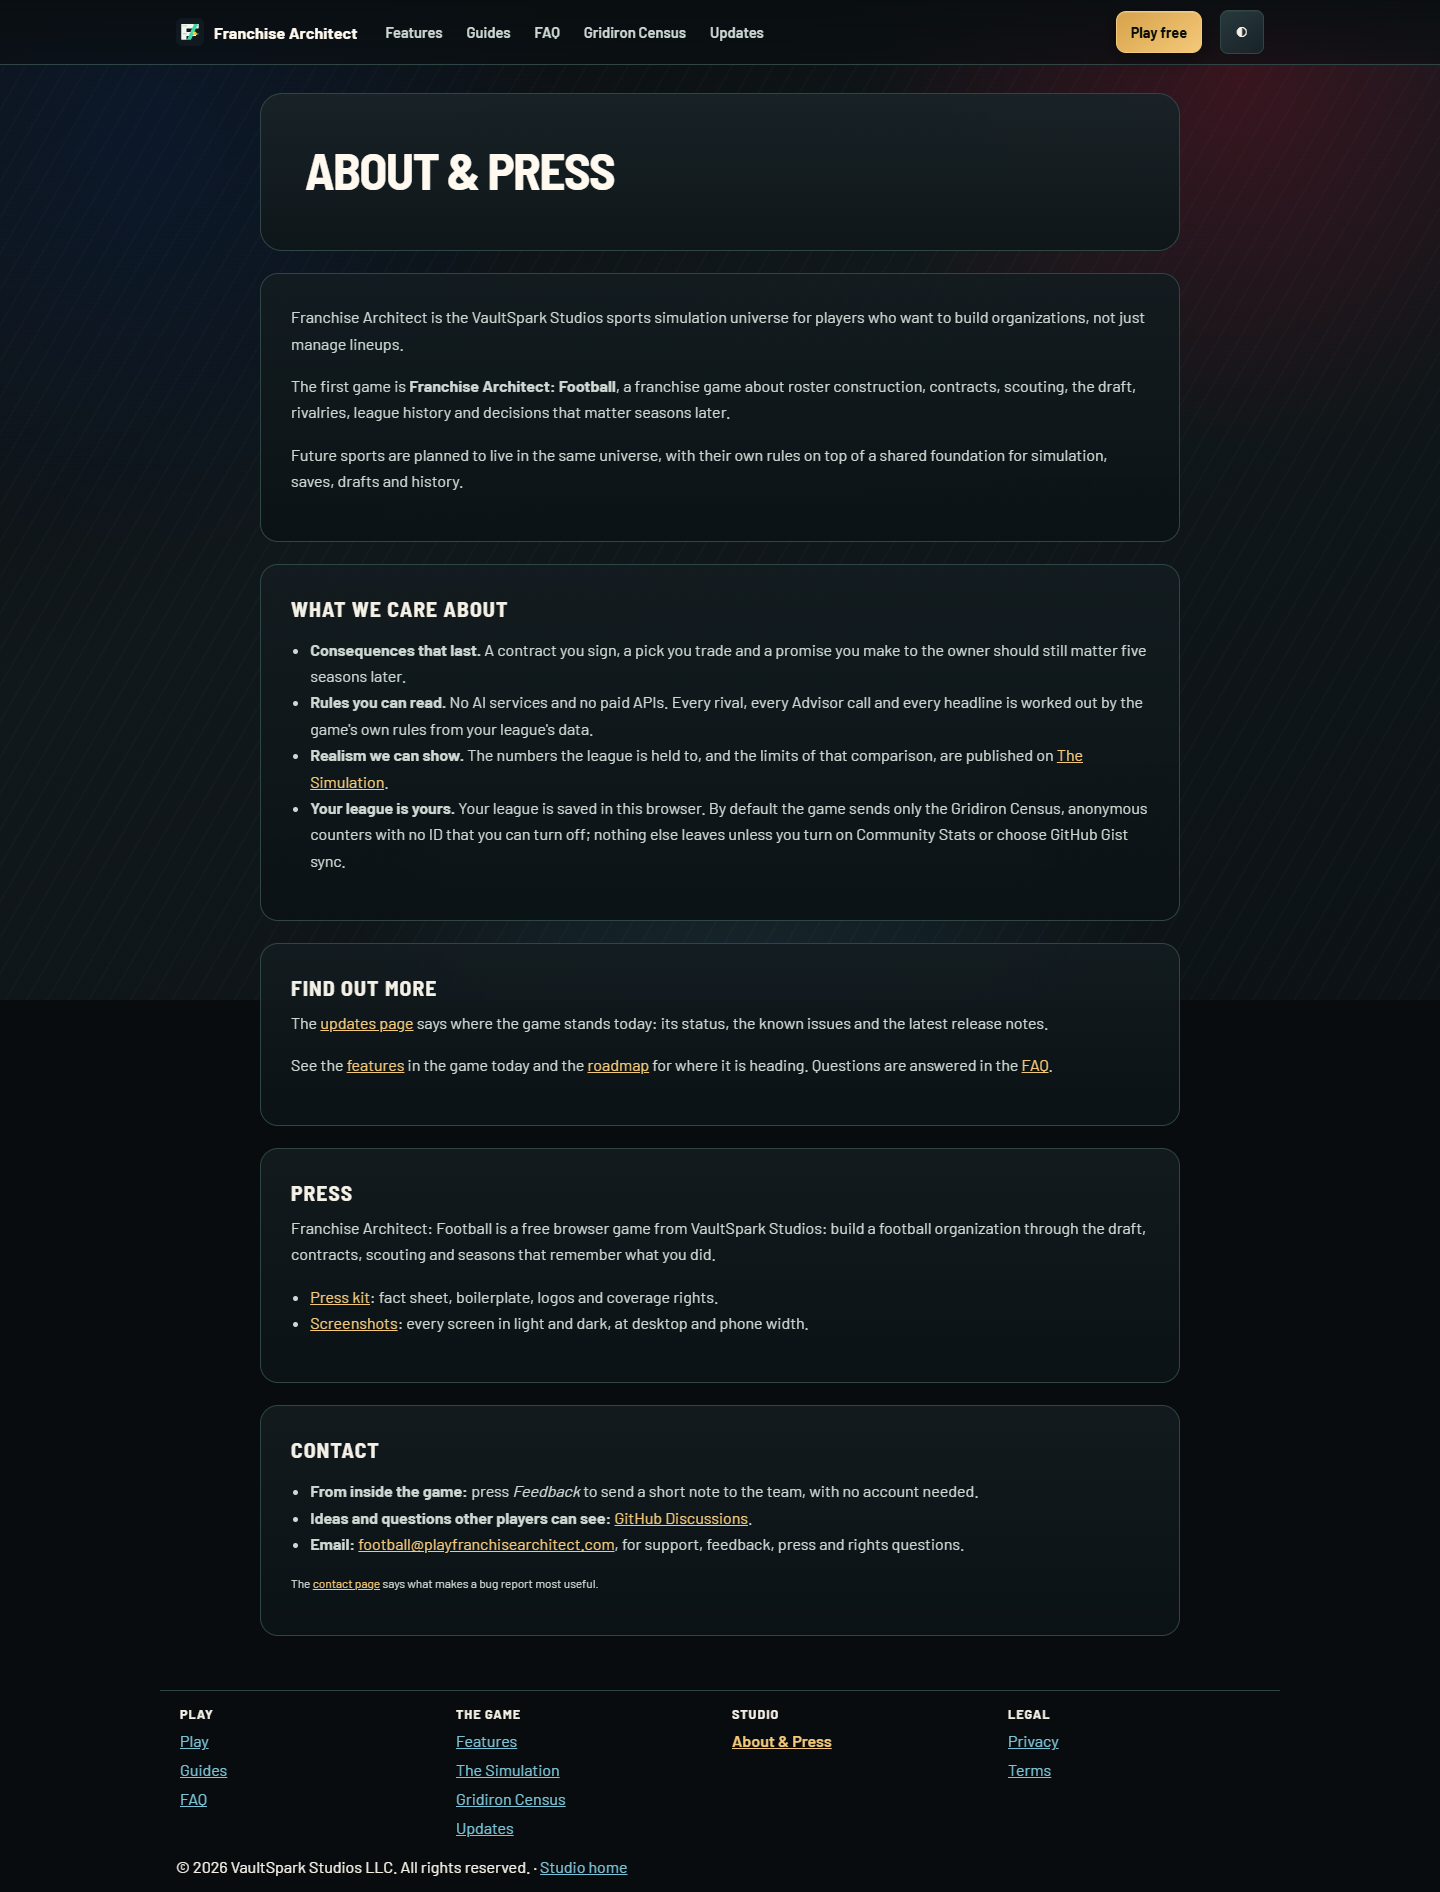 Franchise Architect Features Guides FAQ Gridiron Census Updates Play free
ABOUT & PRESS
Franchise Architect is the VaultSpark Studios sports simulation universe for players who want to build organizations, not just
manage lineups.
The first game is Franchise Architect: Football, a franchise game about roster construction, contracts, scouting, the draft,
rivalries, league history and decisions that matter seasons later.
Future sports are planned to live in the same universe, with their own rules on top of a shared foundation for simulation,
saves, drafts and history.
WHAT WE CARE ABOUT
• Consequences that last. A contract you sign, a pick you trade and a promise you make to the owner should still matter five
seasons later.
• Rules you can read. No AI services and no paid APIs. Every rival, every Advisor call and every headline is worked out by the
game's own rules from your league's data.
• Realism we can show. The numbers the league is held to, and the limits of that comparison, are published on The
Simulation.
• Your league is yours. Your league is saved in this browser. By default the game sends only the Gridiron Census, anonymous
counters with no ID that you can turn off; nothing else leaves unless you turn on Community Stats or choose GitHub Gist
sync.
FIND OUT MORE
The updates page says where the game stands today: its status, the known issues and the latest release notes.
See the features in the game today and the roadmap for where it is heading. Questions are answered in the FAQ.
PRESS
Franchise Architect: Football is a free browser game from VaultSpark Studios: build a football organization through the draft,
contracts, scouting and seasons that remember what you did.
• Press kit: fact sheet, boilerplate, logos and coverage rights.
• Screenshots: every screen in light and dark, at desktop and phone width.
CONTACT
• From inside the game: press Feedback to send a short note to the team, with no account needed.
• Ideas and questions other players can see: GitHub Discussions.
• Email: football@playfranchisearchitect.com, for support, feedback, press and rights questions.
The contact page says what makes a bug report most useful.
PLAY
Play
Guides
FAQ
THE GAME
Features
The Simulation
Gridiron Census
Updates
STUDIO
About & Press
LEGAL
Privacy
Terms
© 2026 VaultSpark Studios LLC. All rights reserved. · Studio home